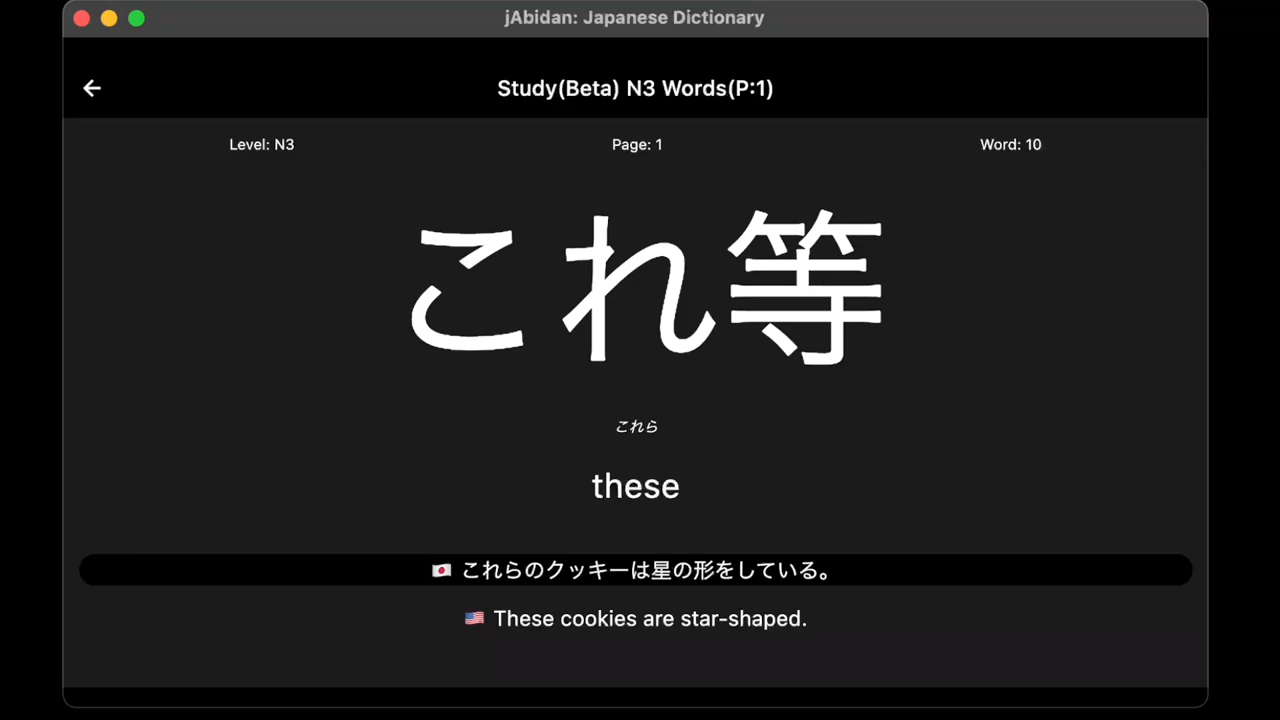 jAbidan: Japanese Dictionary
Study(Beta) N3 Words(P:1)
Level: N3 Page: 1 Word: 10
これ等
これら
these
🇯🇵 これらのクッキーは星の形をしている。
🇺🇸 These cookies are star-shaped.